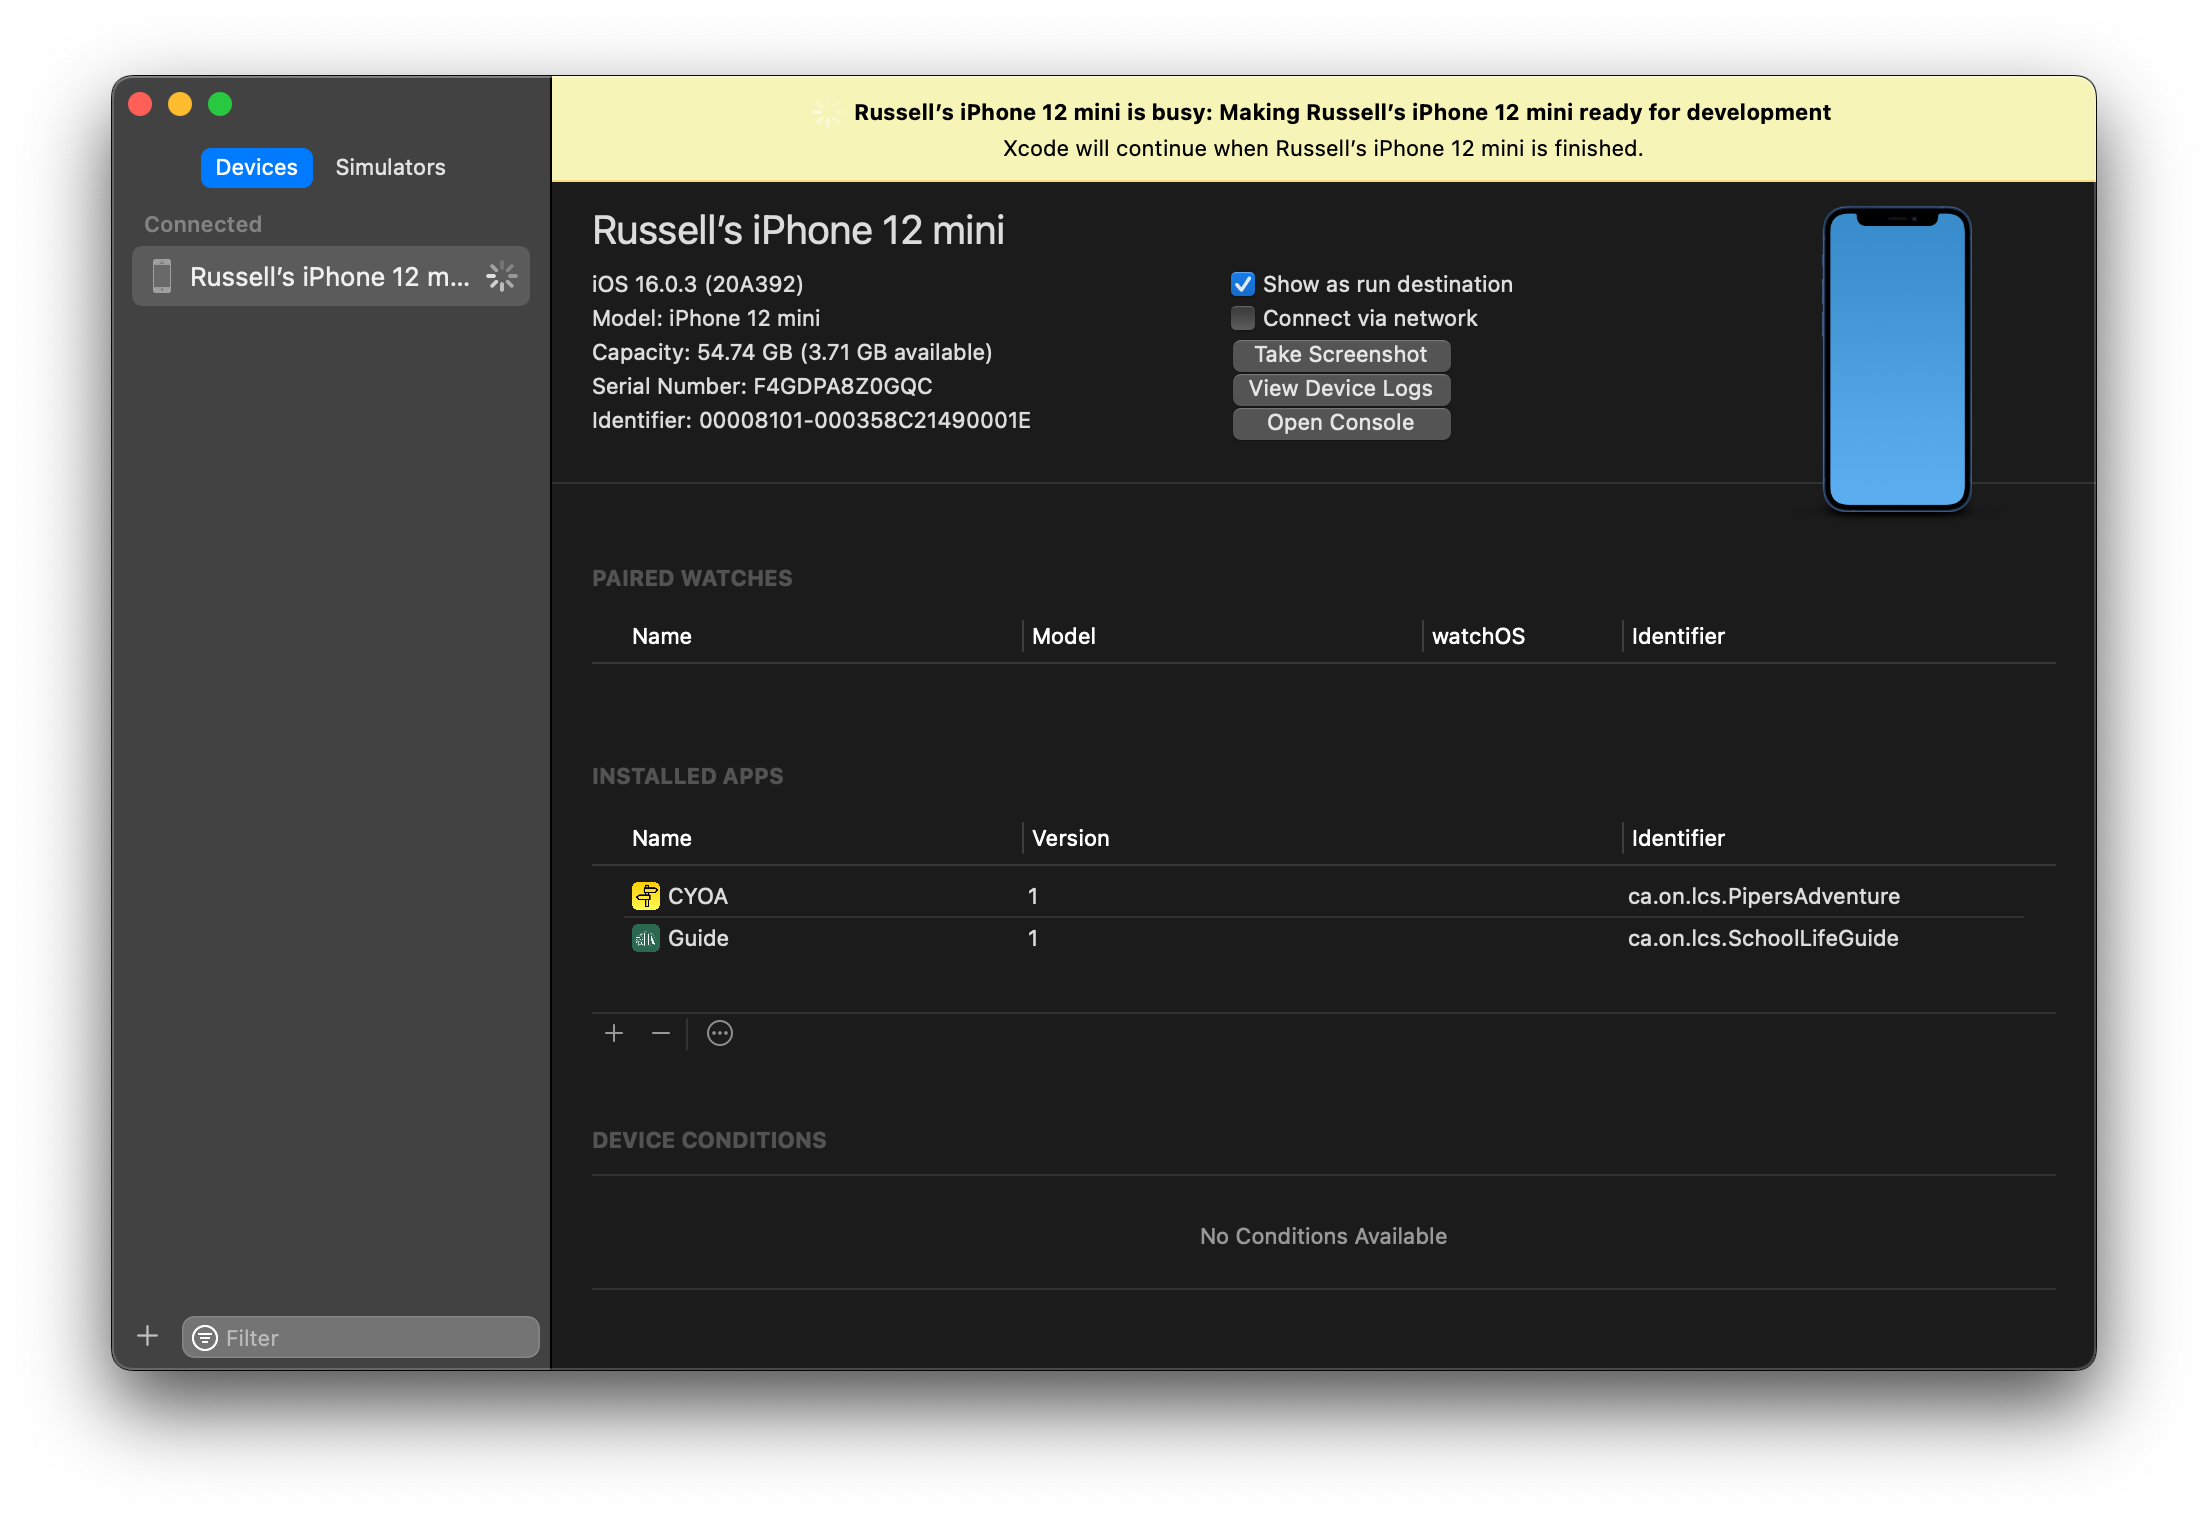 Devices
Simulators
Connected
Russell’s iPhone 12 m...
Filter
Russell’s iPhone 12 mini is busy: Making Russell’s iPhone 12 mini ready for development
Xcode will continue when Russell’s iPhone 12 mini is finished.
Russell’s iPhone 12 mini
iOS 16.0.3 (20A392)
Model: iPhone 12 mini
Capacity: 54.74 GB (3.71 GB available)
Serial Number: F4GDPA8Z0GQC
Identifier: 00008101-000358C21490001E
Show as run destination
Connect via network
Take Screenshot
View Device Logs
Open Console
PAIRED WATCHES
Name Model watchOS Identifier
INSTALLED APPS
Name Version Identifier
CYOA 1 ca.on.lcs.PipersAdventure
Guide 1 ca.on.lcs.SchoolLifeGuide
DEVICE CONDITIONS
No Conditions Available